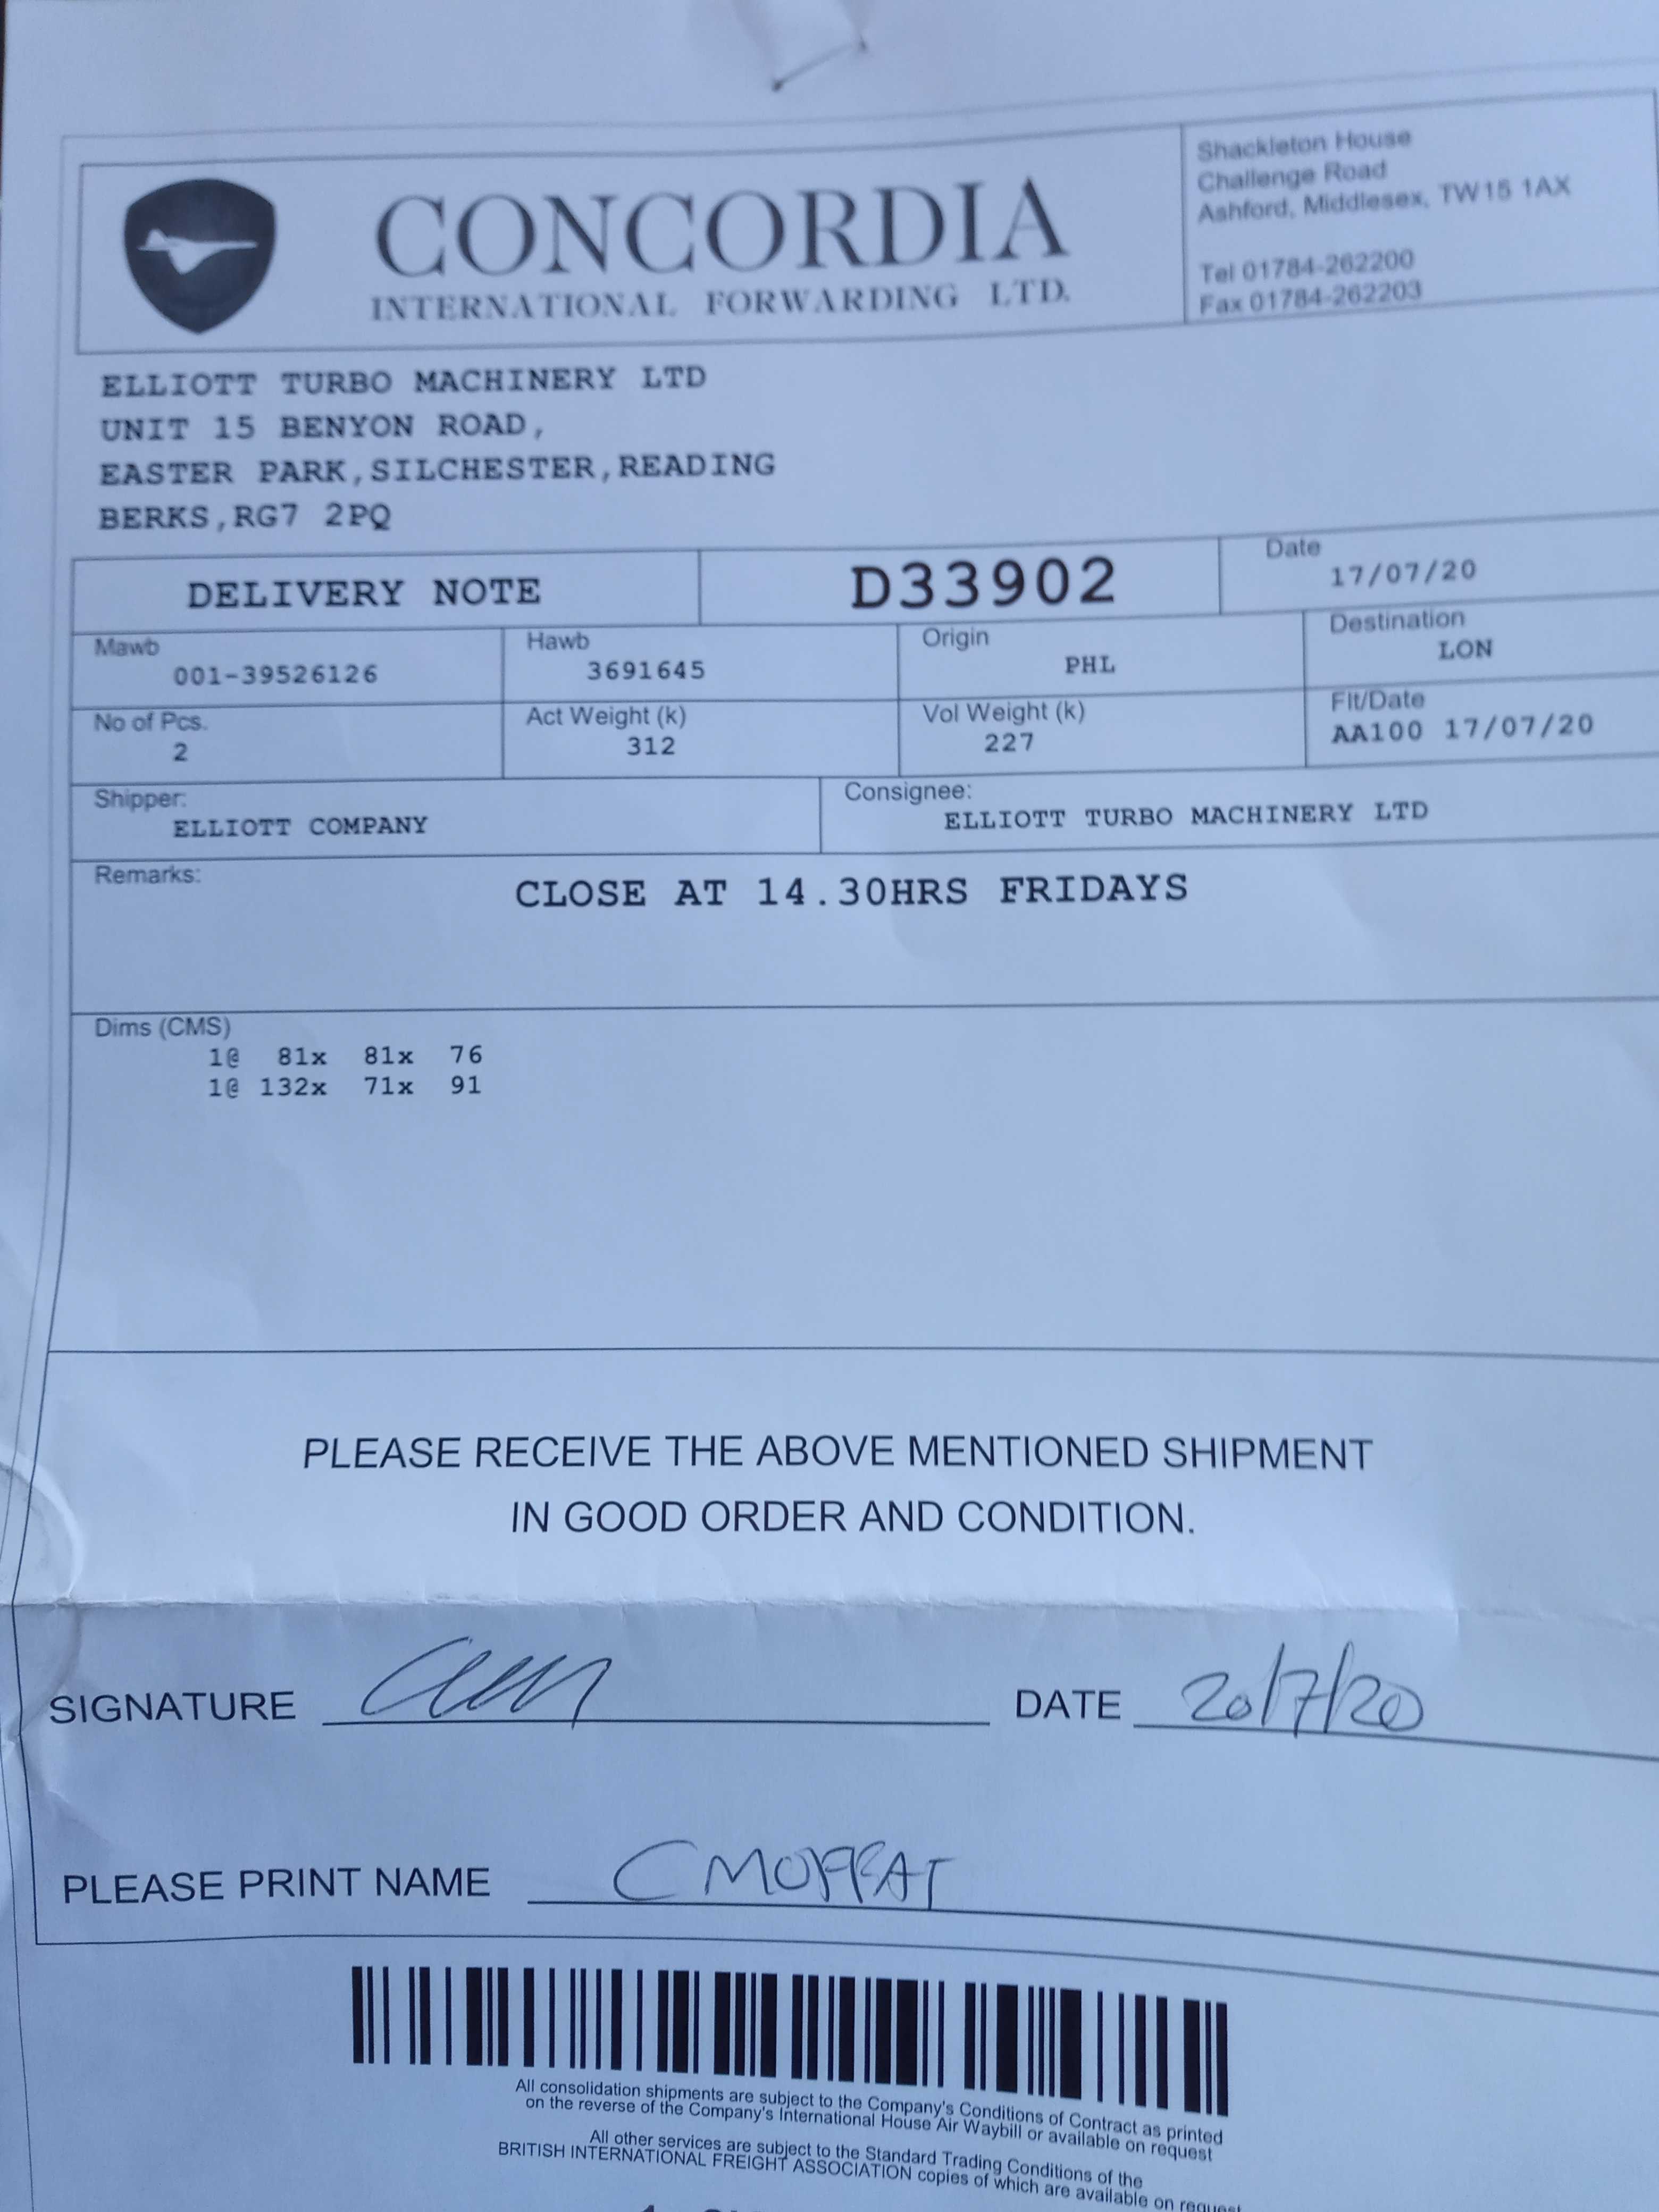 CONCORDIA
INTERNATIONAL FORWARDING LTD.
Shackleton House
Challenge Road
Ashford, Middlesex, TW15 1AX
Tel 01784-262200
Fax 01784-262203
ELLIOTT TURBO MACHINERY LTD
UNIT 15 BENYON ROAD,
EASTER PARK,SILCHESTER,READING
BERKS,RG7 2PQ
DELIVERY NOTE D33902 Date 17/07/20
Mawb 001-39526126 Hawb 3691645 Origin PHL Destination LON
No of Pcs. 2 Act Weight (k) 312 Vol Weight (k) 227 Flt/Date AA100 17/07/20
Shipper: ELLIOTT COMPANY Consignee: ELLIOTT TURBO MACHINERY LTD
Remarks: CLOSE AT 14.30HRS FRIDAYS
Dims (CMS)
1@ 81x 81x 76
1@ 132x 71x 91
PLEASE RECEIVE THE ABOVE MENTIONED SHIPMENT
IN GOOD ORDER AND CONDITION.
SIGNATURE DATE 20/7/20
PLEASE PRINT NAME C MOFFAT
All consolidation shipments are subject to the Company's Conditions of Contract as printed
on the reverse of the Company's International House Air Waybill or available on request
All other services are subject to the Standard Trading Conditions of the
BRITISH INTERNATIONAL FREIGHT ASSOCIATION copies of which are available on request